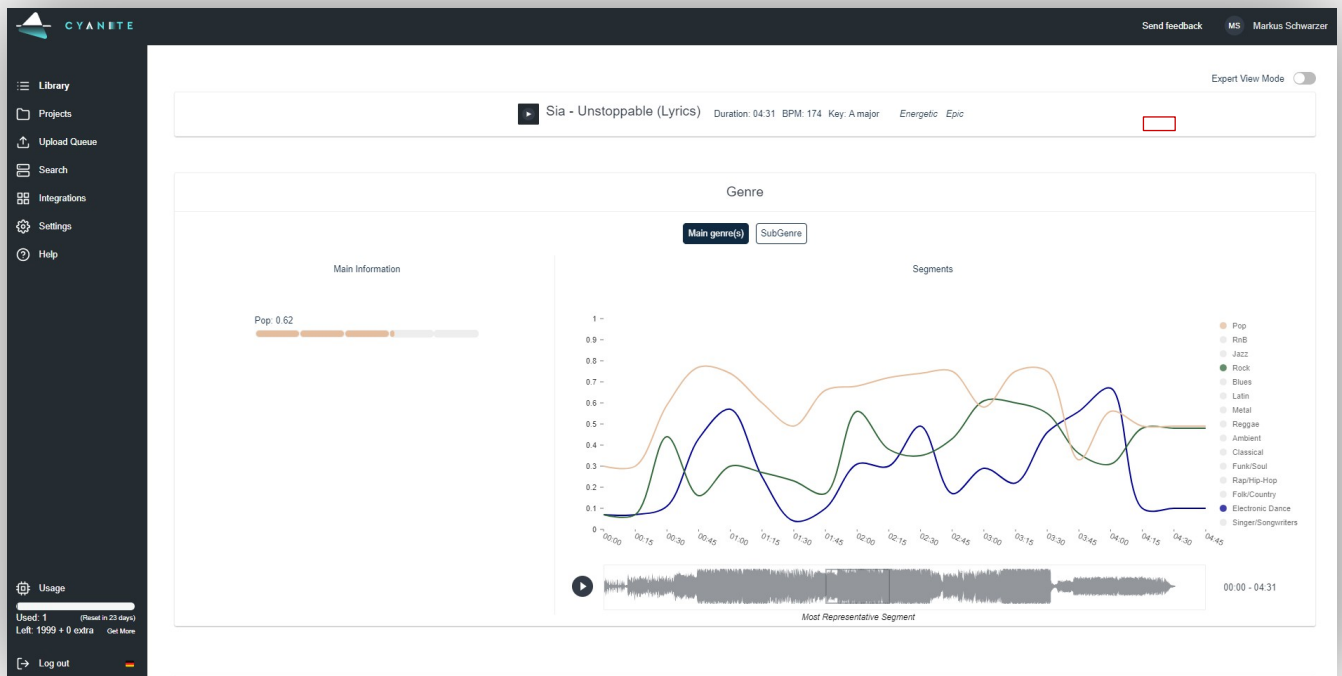 CYANITE
Send feedback
MS
Markus Schwarzer
Library
Projects
Upload Queue
Search
Integrations
Settings
Help
Expert View Mode
Sia - Unstoppable (Lyrics) Duration: 04:31 BPM: 174 Key: A major Energetic Epic
Genre
Main genre(s)
SubGenre
Main Information
Pop: 0.62
Segments
1
0.9
0.8
0.7
0.6
0.5
0.4
0.3
0.2
0.1
0
00:00 00:15 00:30 00:45 01:00 01:15 01:30 01:45 02:00 02:15 02:30 02:45 03:00 03:15 03:30 03:45 04:00 04:15 04:30 04:45
Pop
RnB
Jazz
Rock
Blues
Latin
Metal
Reggae
Ambient
Classical
Funk/Soul
Rap/Hip-Hop
Folk/Country
Electronic Dance
Singer/Songwriters
00:00 - 04:31
Most Representative Segment
Usage
Used: 1 (Reset in 23 days)
Left: 1999 + 0 extra Get More
Log out